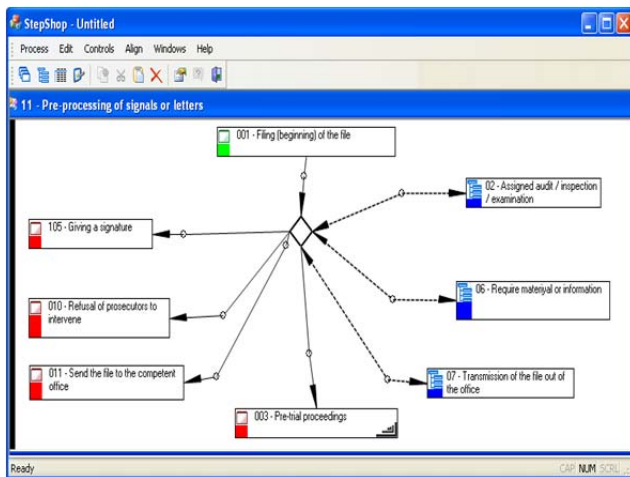 StepShop - Untitled
Process Edit Controls Align Windows Help
11 - Pre-processing of signals or letters
001 - Filing (beginning) of the file
02 - Assigned audit / inspection
/ examination
105 - Giving a signature
06 - Require materiyal or information
010 - Refusal of prosecutors to
intervene
011 - Send the file to the competent
office
07 - Transmission of the file out of
the office
003 - Pre-trial proceedings
Ready CAP NUM SCRL